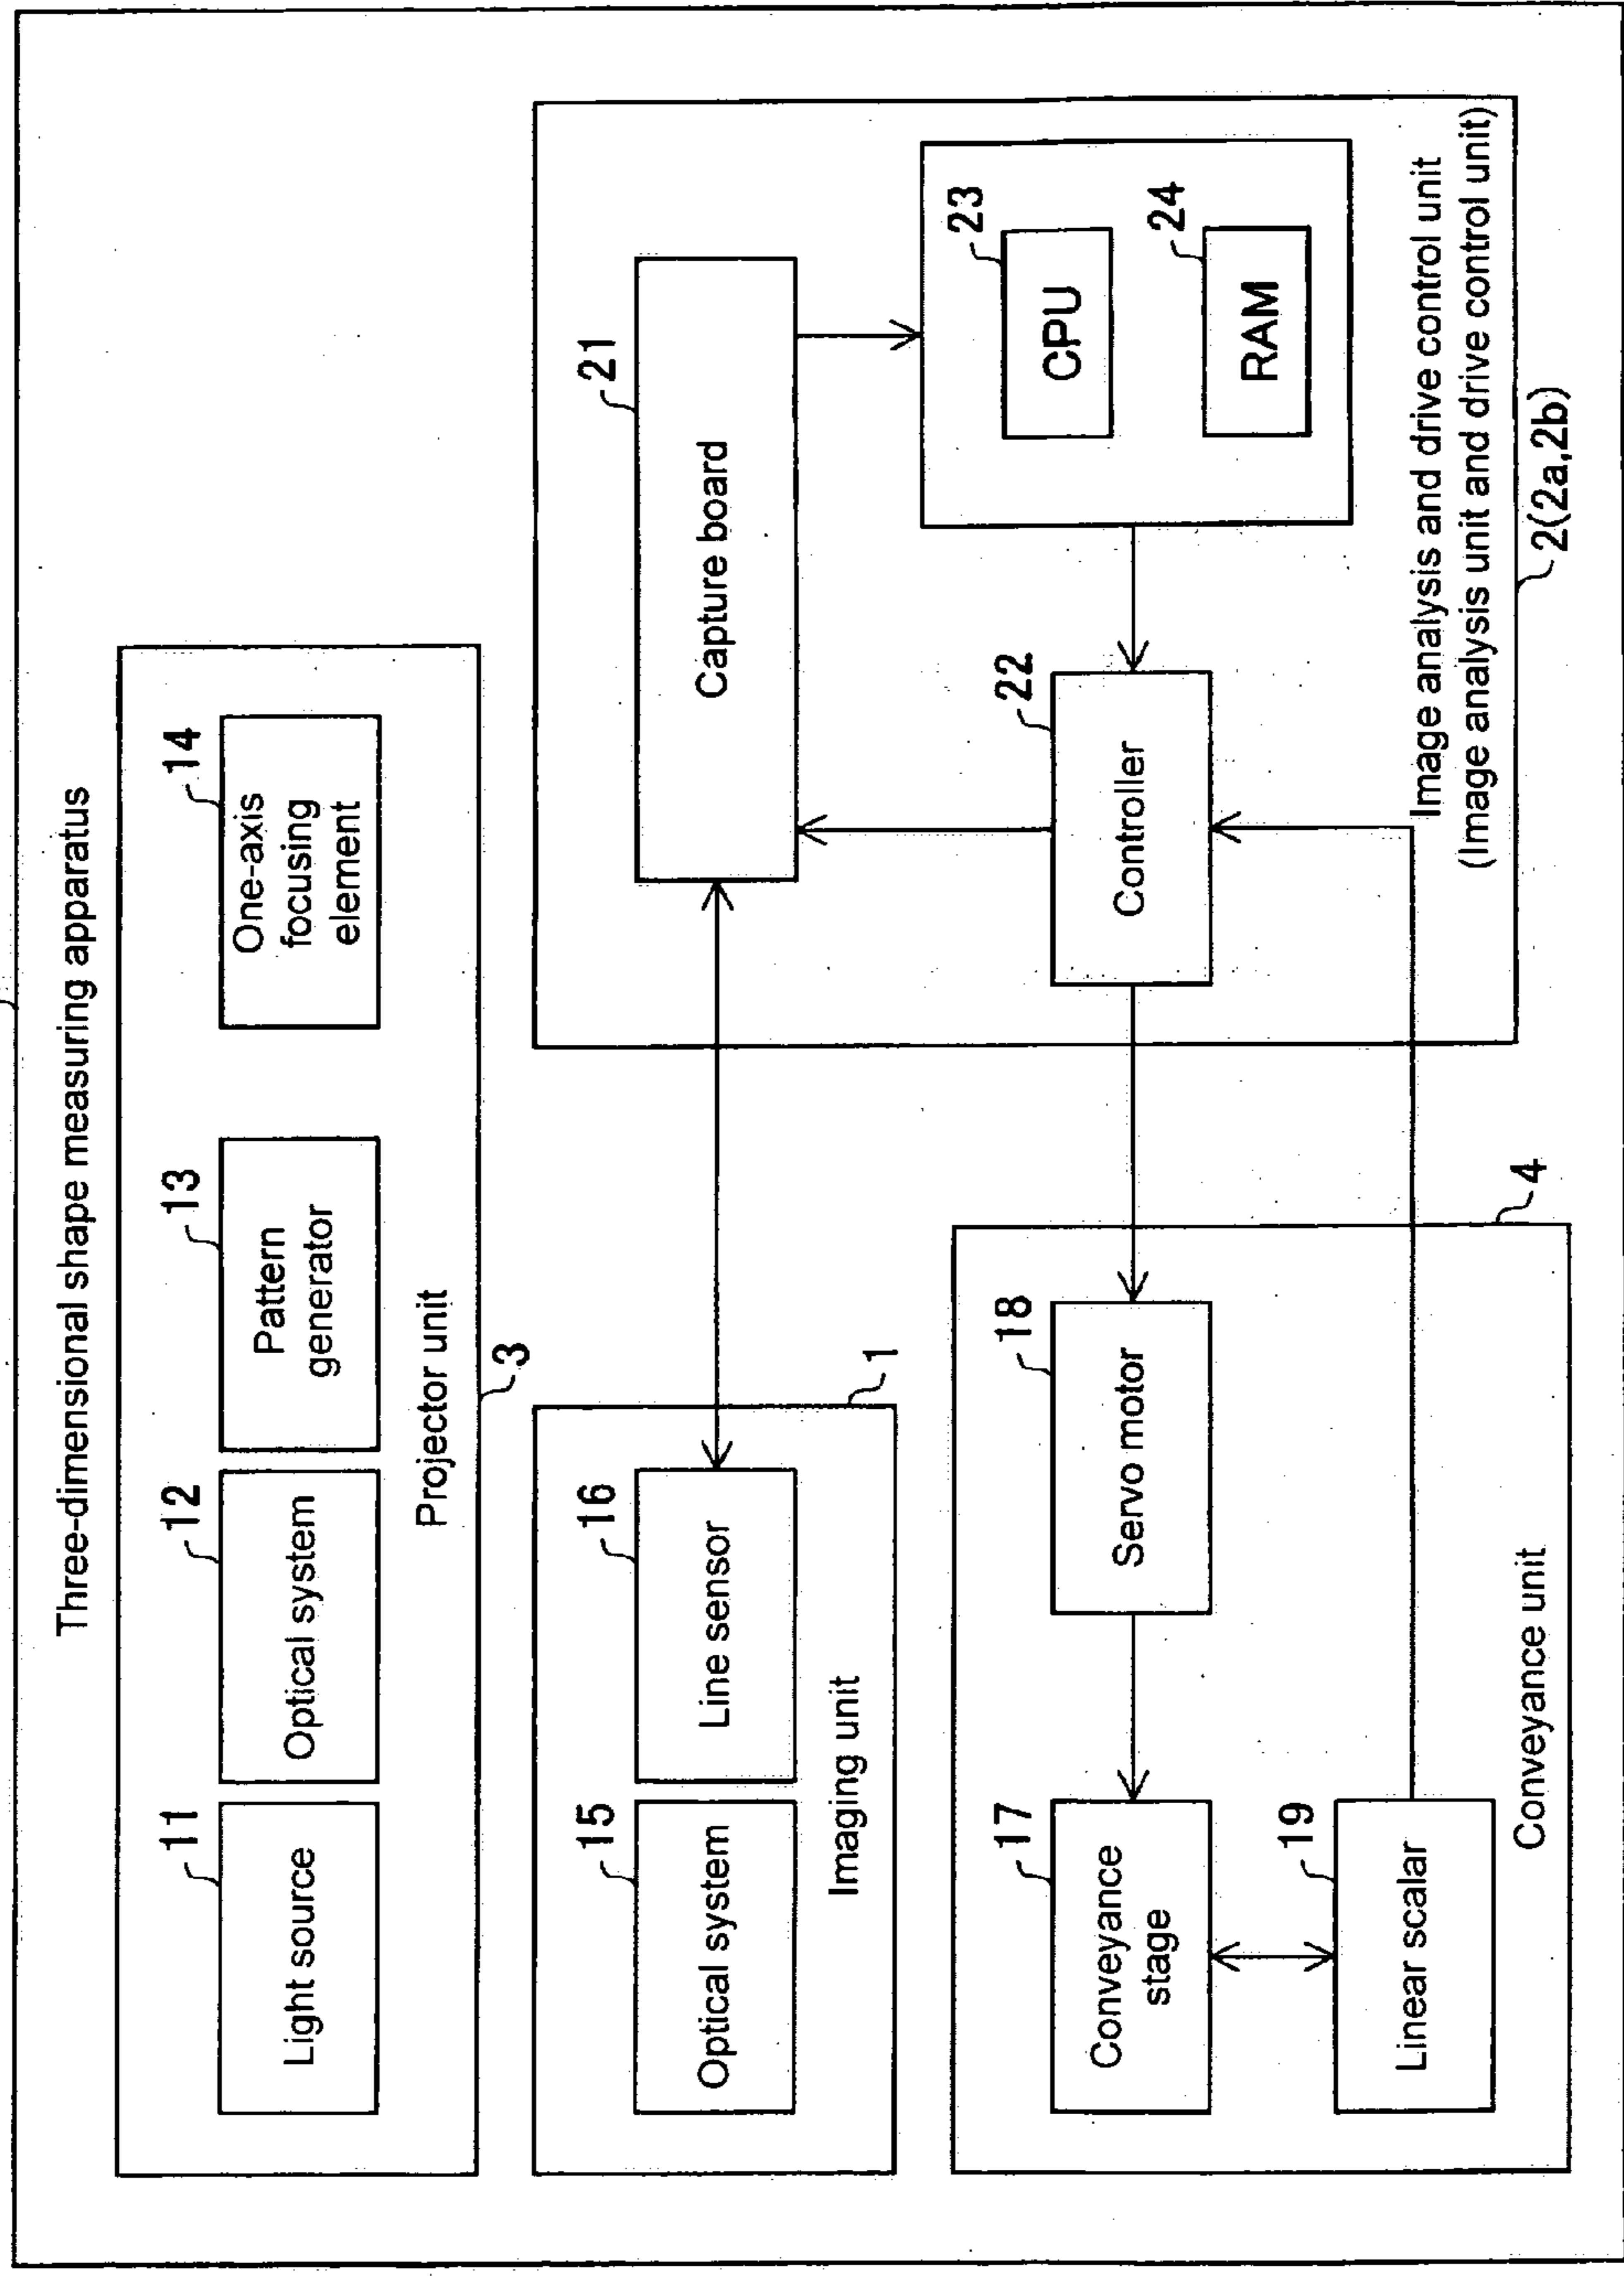 Three-dimensional shape measuring apparatus
11
Light source
12
Optical system
13
Pattern
generator
14
One-axis
focusing
element
Projector unit
3
15
Optical system
16
Line sensor
Imaging unit
1
21
Capture board
22
Controller
23
CPU
24
RAM
Image analysis and drive control unit
(Image analysis unit and drive control unit)
2(2a,2b)
17
Conveyance
stage
18
Servo motor
19
Linear scalar
Conveyance unit
4